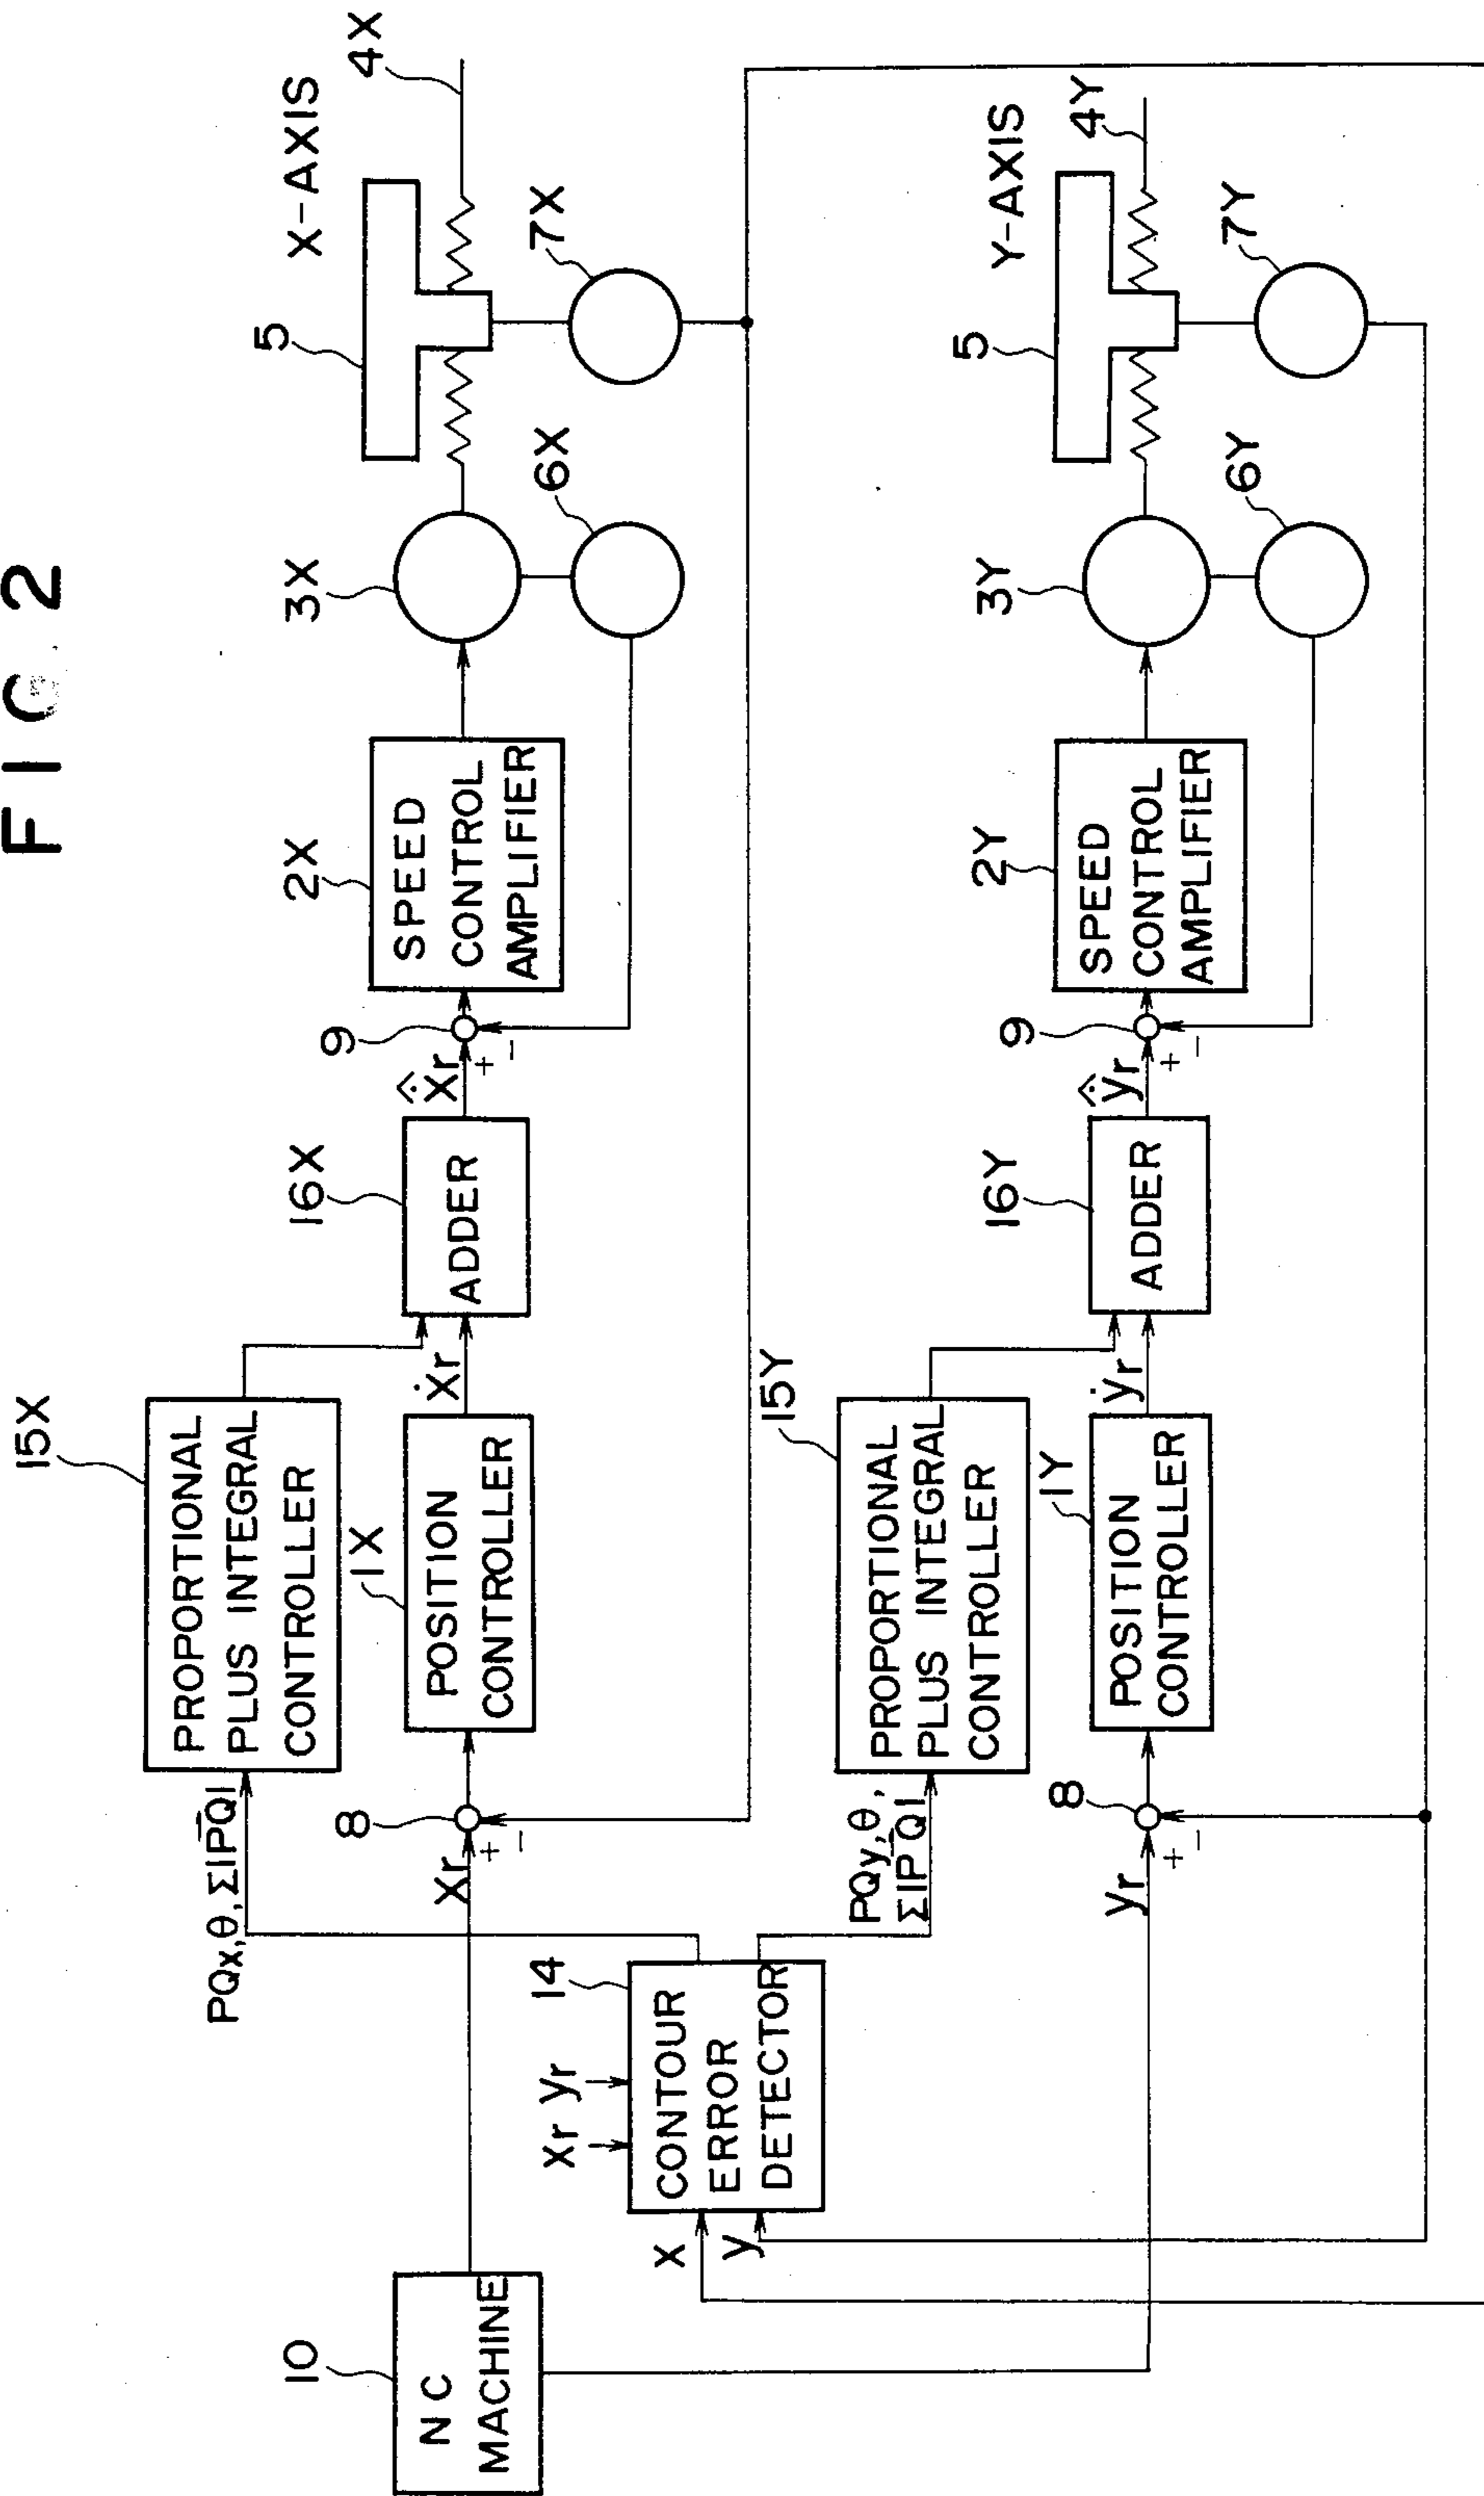 FIG. 2
15X
PROPORTIONAL
PLUS INTEGRAL
CONTROLLER
PQx, θ, Σ|P̅Q̅|
10
NC
MACHINE
Xr
8
+
−
1X
POSITION
CONTROLLER
ẋr
16X
ADDER
ẋ̂r
9
+
−
2X
SPEED
CONTROL
AMPLIFIER
3X
6X
5
X-AXIS
4X
7X
xr yr
14
CONTOUR
ERROR
DETECTOR
x
y
15Y
PROPORTIONAL
PLUS INTEGRAL
CONTROLLER
PQy, θ,
Σ|P̅Q̅|
yr
8
+
−
1Y
POSITION
CONTROLLER
ẏr
16Y
ADDER
ẏ̂r
9
+
−
2Y
SPEED
CONTROL
AMPLIFIER
3Y
6Y
5
Y-AXIS
4Y
7Y